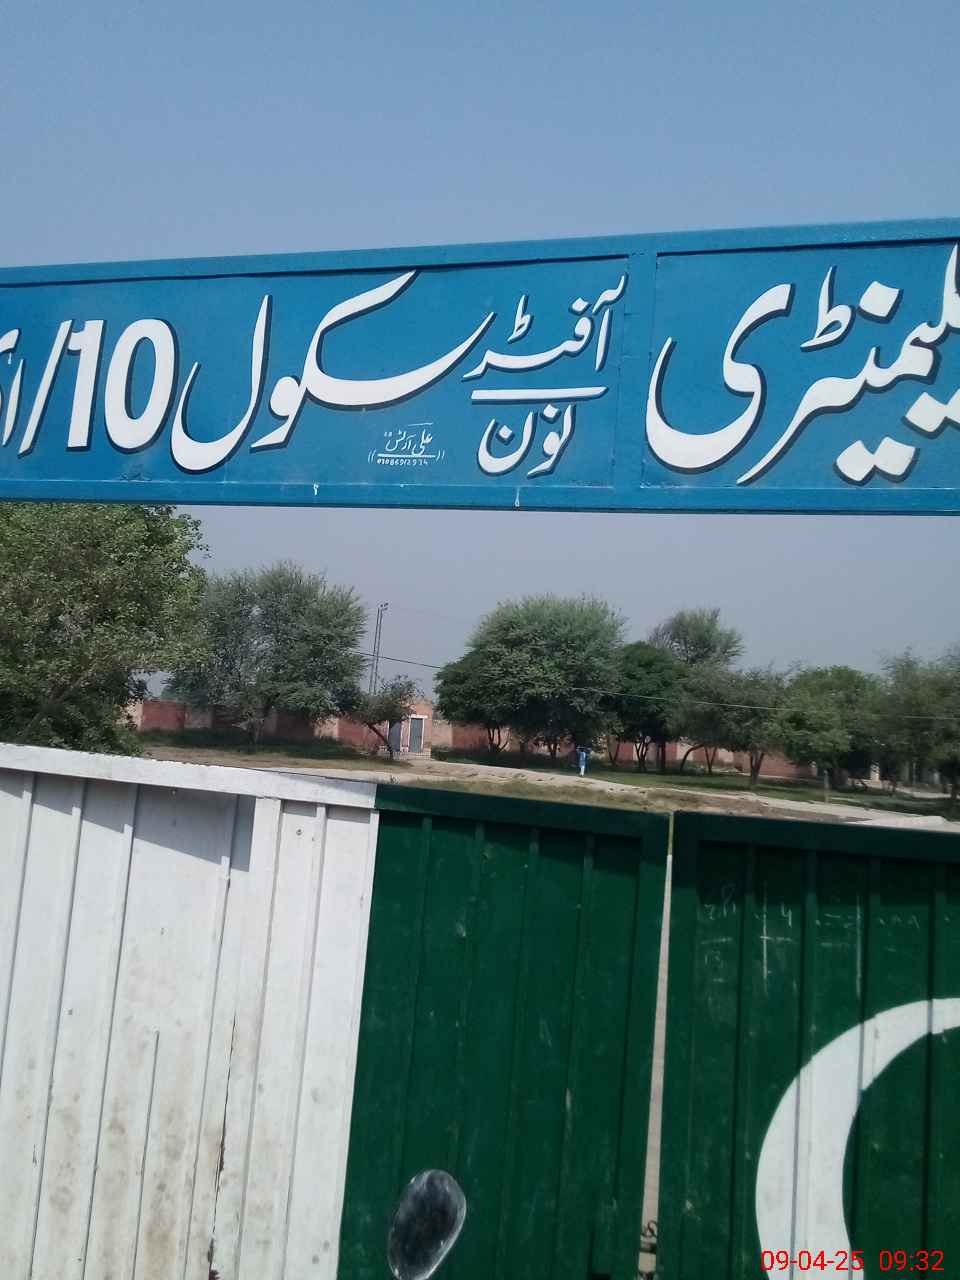 لیمنٹری
آفٹر
نون
سکول 10/
علی آرٹس
09-04-25 09:32